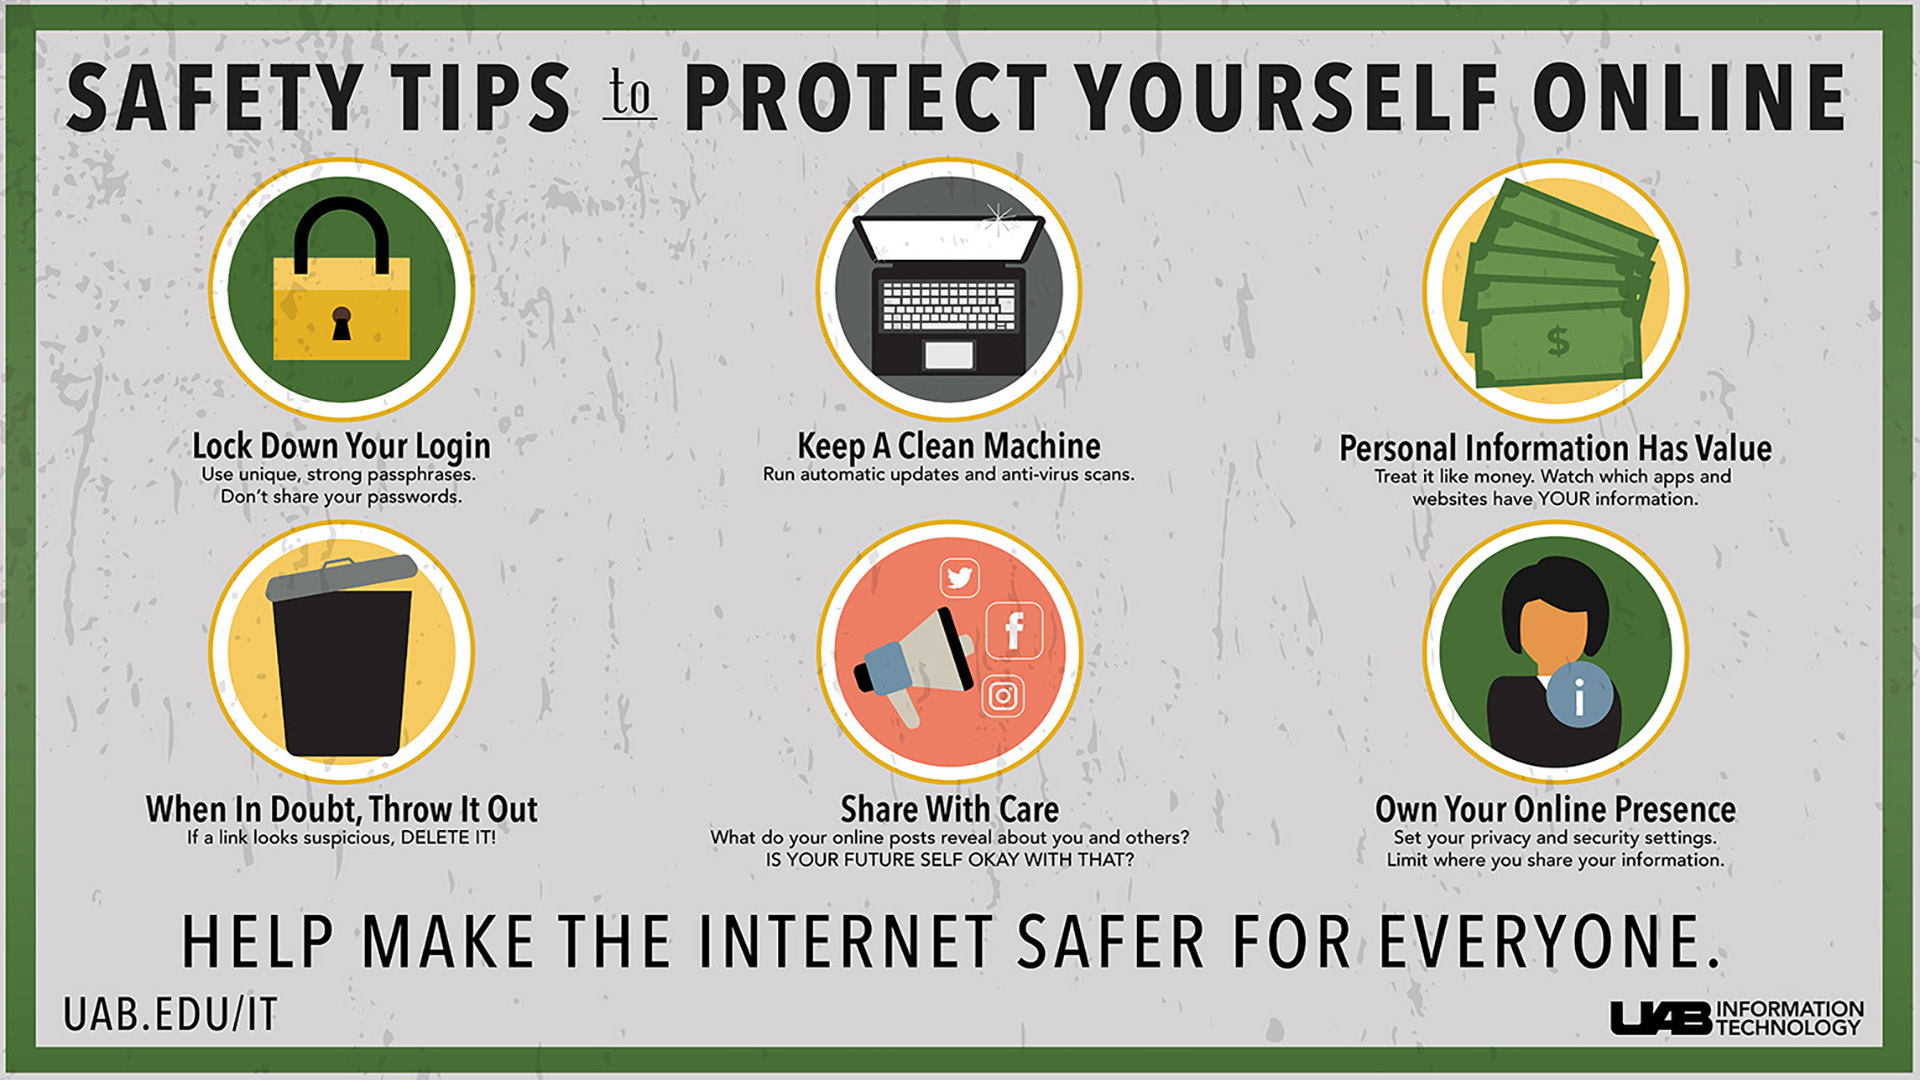 SAFETY TIPS to PROTECT YOURSELF ONLINE
Lock Down Your Login
Use unique, strong passphrases.
Don't share your passwords.
Keep A Clean Machine
Run automatic updates and anti-virus scans.
$
Personal Information Has Value
Treat it like money. Watch which apps and
websites have YOUR information.
When In Doubt, Throw It Out
If a link looks suspicious, DELETE IT!
f
Share With Care
What do your online posts reveal about you and others?
IS YOUR FUTURE SELF OKAY WITH THAT?
i
Own Your Online Presence
Set your privacy and security settings.
Limit where you share your information.
HELP MAKE THE INTERNET SAFER FOR EVERYONE.
UAB.EDU/IT
UAB INFORMATION
TECHNOLOGY